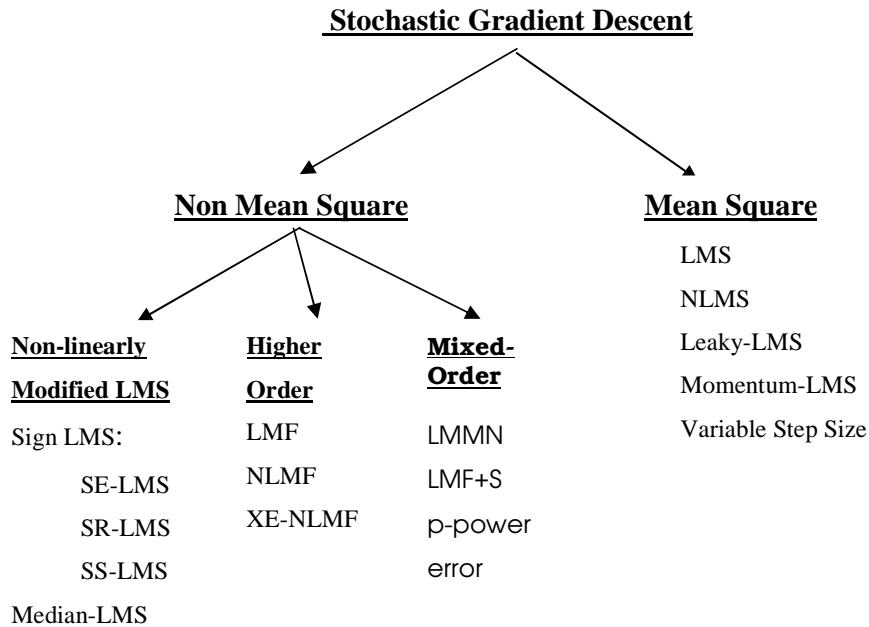 Stochastic Gradient Descent
Non Mean Square
Non-linearly
Modified LMS
Sign LMS:
SE-LMS
SR-LMS
SS-LMS
Median-LMS
Higher
Order
LMF
NLMF
XE-NLMF
Mixed-
Order
LMMN
LMF+S
p-power
error
Mean Square
LMS
NLMS
Leaky-LMS
Momentum-LMS
Variable Step Size